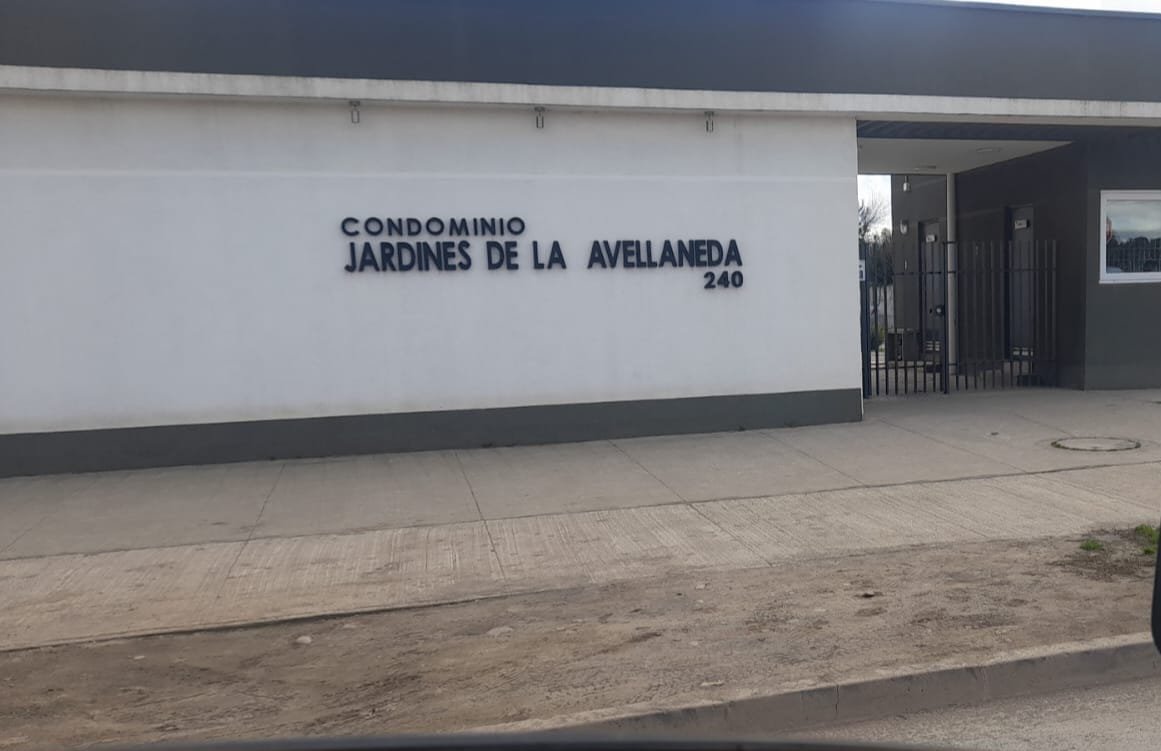 CONDOMINIO
JARDINES DE LA AVELLANEDA
240